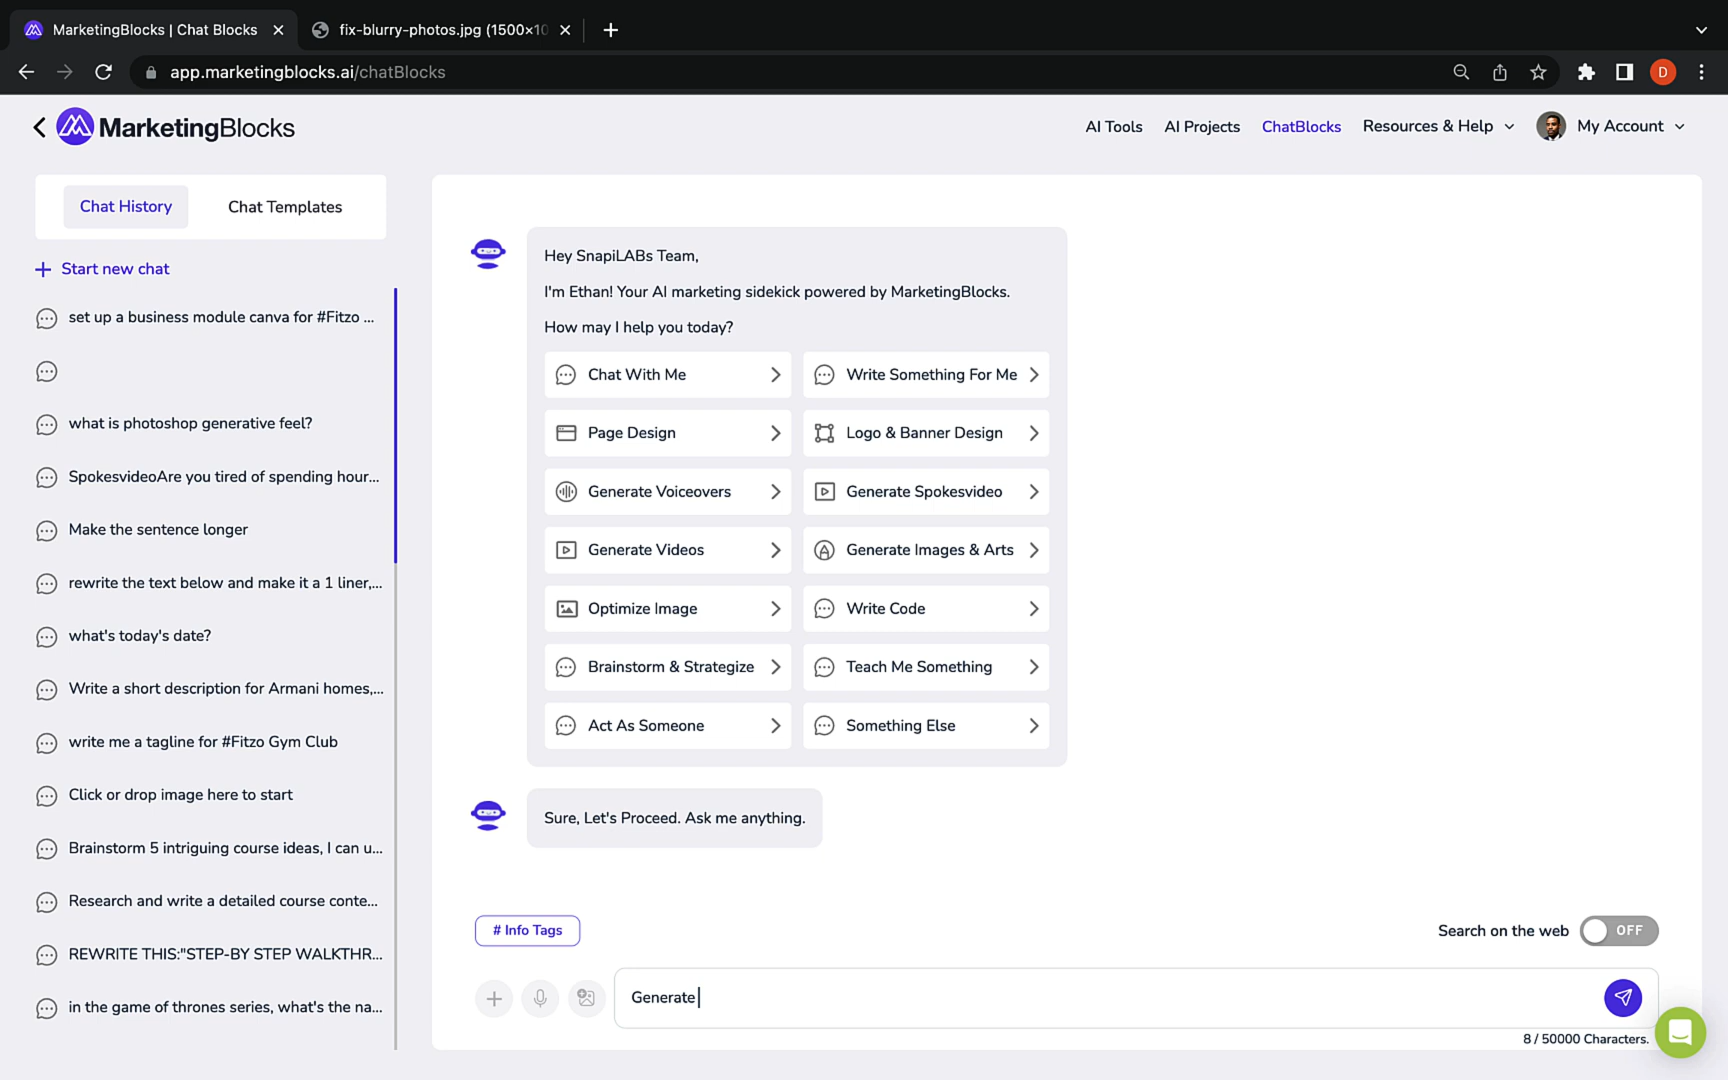 MarketingBlocks | Chat Blocks
fix-blurry-photos.jpg (1500×10
app.marketingblocks.ai/chatBlocks
D
MarketingBlocks
AI Tools
AI Projects
ChatBlocks
Resources & Help
My Account
Chat History
Chat Templates
Start new chat
set up a business module canva for #Fitzo ...
what is photoshop generative feel?
SpokesvideoAre you tired of spending hour...
Make the sentence longer
rewrite the text below and make it a 1 liner,...
what's today's date?
Write a short description for Armani homes,...
write me a tagline for #Fitzo Gym Club
Click or drop image here to start
Brainstorm 5 intriguing course ideas, I can u...
Research and write a detailed course conte...
REWRITE THIS:"STEP-BY STEP WALKTHR...
in the game of thrones series, what's the na...
Hey SnapiLABs Team,
I'm Ethan! Your AI marketing sidekick powered by MarketingBlocks.
How may I help you today?
Chat With Me
Write Something For Me
Page Design
Logo & Banner Design
Generate Voiceovers
Generate Spokesvideo
Generate Videos
Generate Images & Arts
Optimize Image
Write Code
Brainstorm & Strategize
Teach Me Something
Act As Someone
Something Else
Sure, Let's Proceed. Ask me anything.
# Info Tags
Search on the web
OFF
Generate
8 / 50000 Characters.